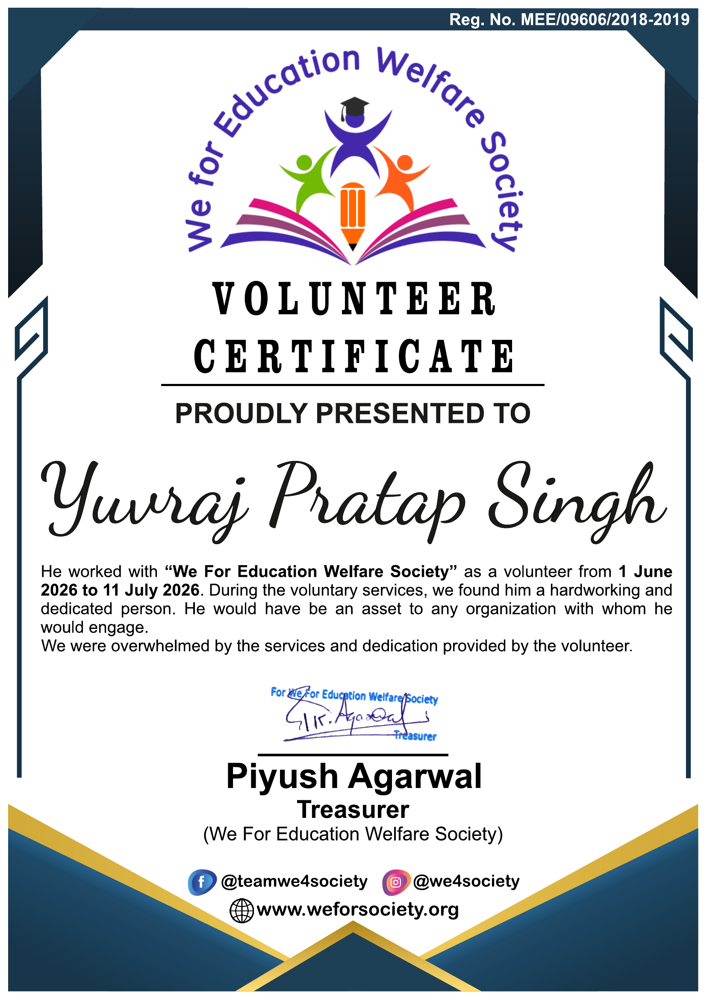 Reg. No. MEE/09606/2018-2019
We for Education Welfare Society
VOLUNTEER
CERTIFICATE
PROUDLY PRESENTED TO
Yuvraj Pratap Singh
He worked with “We For Education Welfare Society” as a volunteer from 1 June
2026 to 11 July 2026. During the voluntary services, we found him a hardworking and
dedicated person. He would have be an asset to any organization with whom he
would engage.
We were overwhelmed by the services and dedication provided by the volunteer.
For We For Education Welfare Society
Agarwal
Treasurer
Piyush Agarwal
Treasurer
(We For Education Welfare Society)
@teamwe4society @we4society
www.weforsociety.org